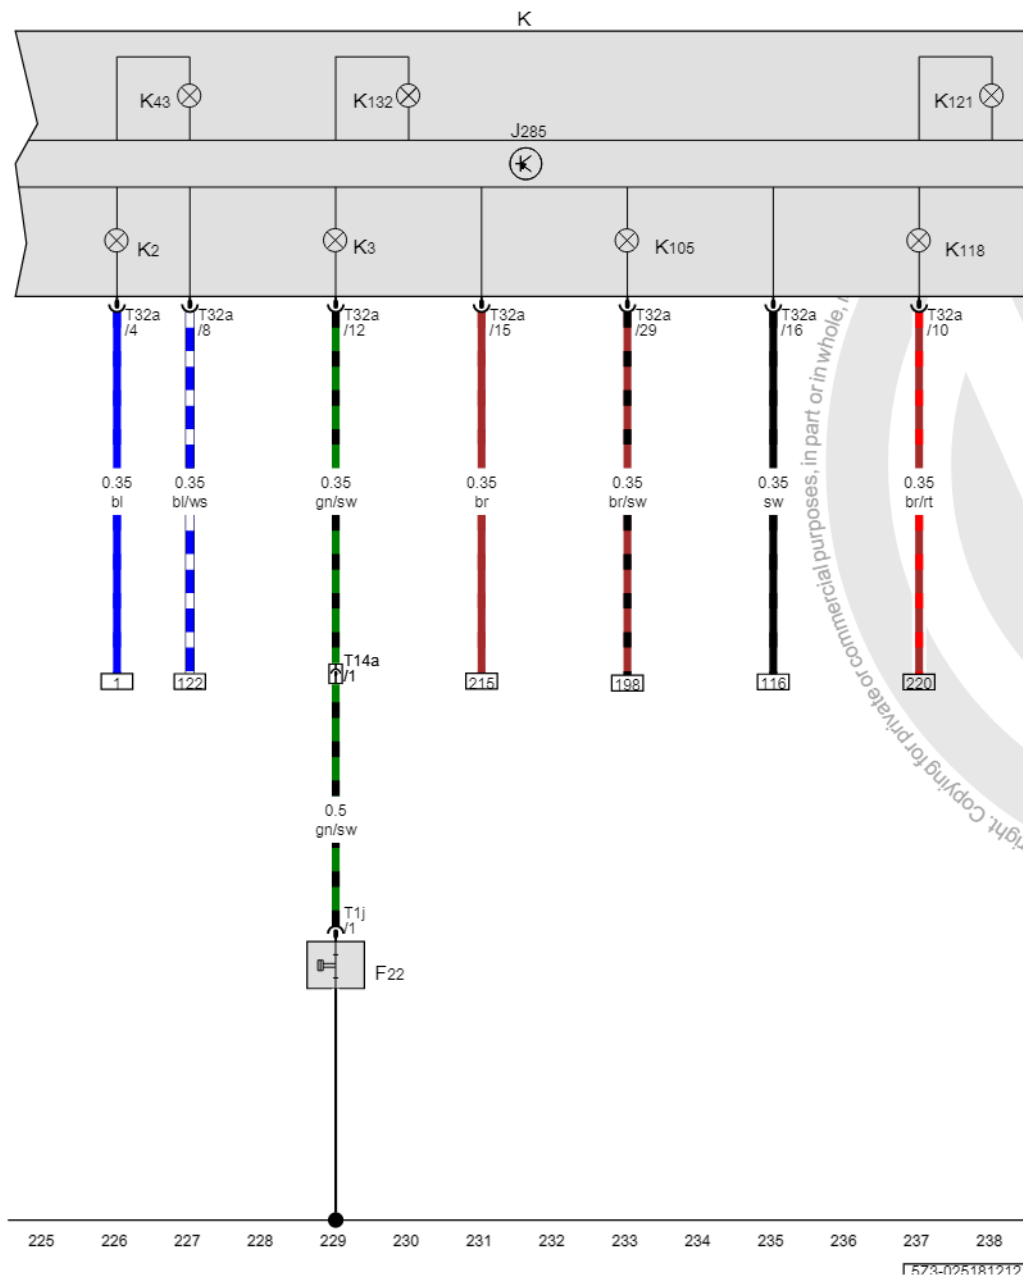 K
K43
K132
K121
J285
K2
K3
K105
K118
T32a
/4
T32a
/8
T32a
/12
T32a
/15
T32a
/29
T32a
/16
T32a
/10
0.35
bl
0.35
bl/ws
0.35
gn/sw
0.35
br
0.35
br/sw
0.35
sw
0.35
br/rt
T14a
/1
1
122
215
198
116
220
0.5
gn/sw
T1j
/1
F22
225 226 227 228 229 230 231 232 233 234 235 236 237 238
573-025181212
right. Copying for private or commercial purposes, in part or in whole,